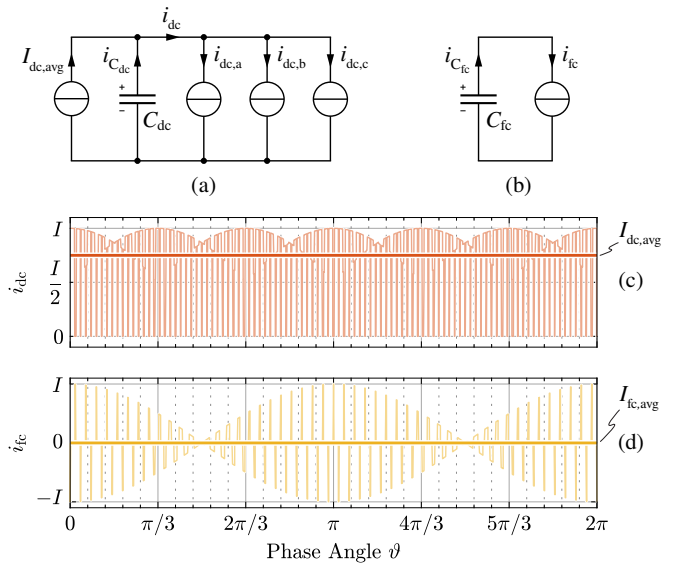 i_dc
I_dc,avg i_C_dc i_dc,a i_dc,b i_dc,c
+ − C_dc
(a)
i_C_fc i_fc
+ − C_fc
(b)
I
I/2
0
i_dc
I_dc,avg
(c)
I
0
−I
i_fc
I_fc,avg
(d)
0 π/3 2π/3 π 4π/3 5π/3 2π
Phase Angle ϑ